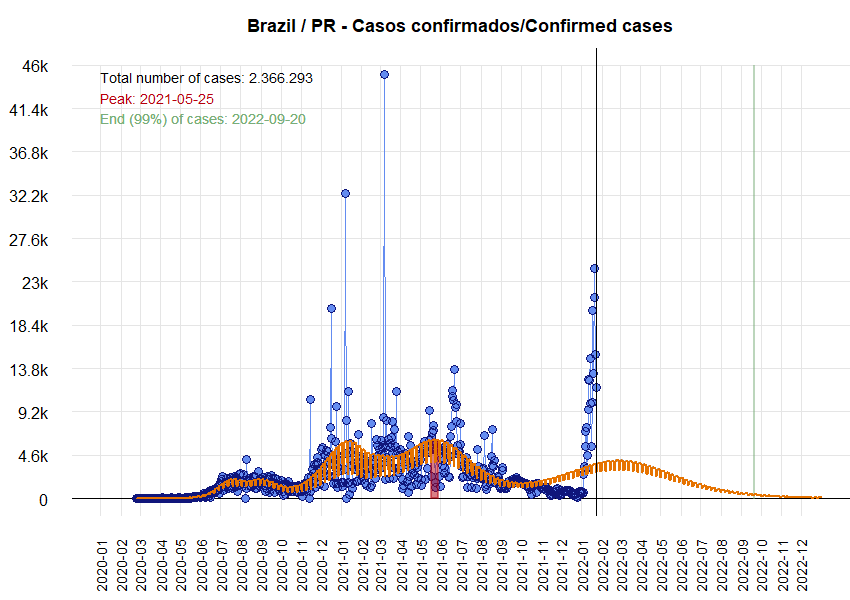 Brazil / PR - Casos confirmados/Confirmed cases
46k
41.4k
36.8k
32.2k
27.6k
23k
18.4k
13.8k
9.2k
4.6k
0
Total number of cases: 2.366.293
Peak: 2021-05-25
End (99%) of cases: 2022-09-20
2020-01
2020-02
2020-03
2020-04
2020-05
2020-06
2020-07
2020-08
2020-09
2020-10
2020-11
2020-12
2021-01
2021-02
2021-03
2021-04
2021-05
2021-06
2021-07
2021-08
2021-09
2021-10
2021-11
2021-12
2022-01
2022-02
2022-03
2022-04
2022-05
2022-06
2022-07
2022-08
2022-09
2022-10
2022-11
2022-12